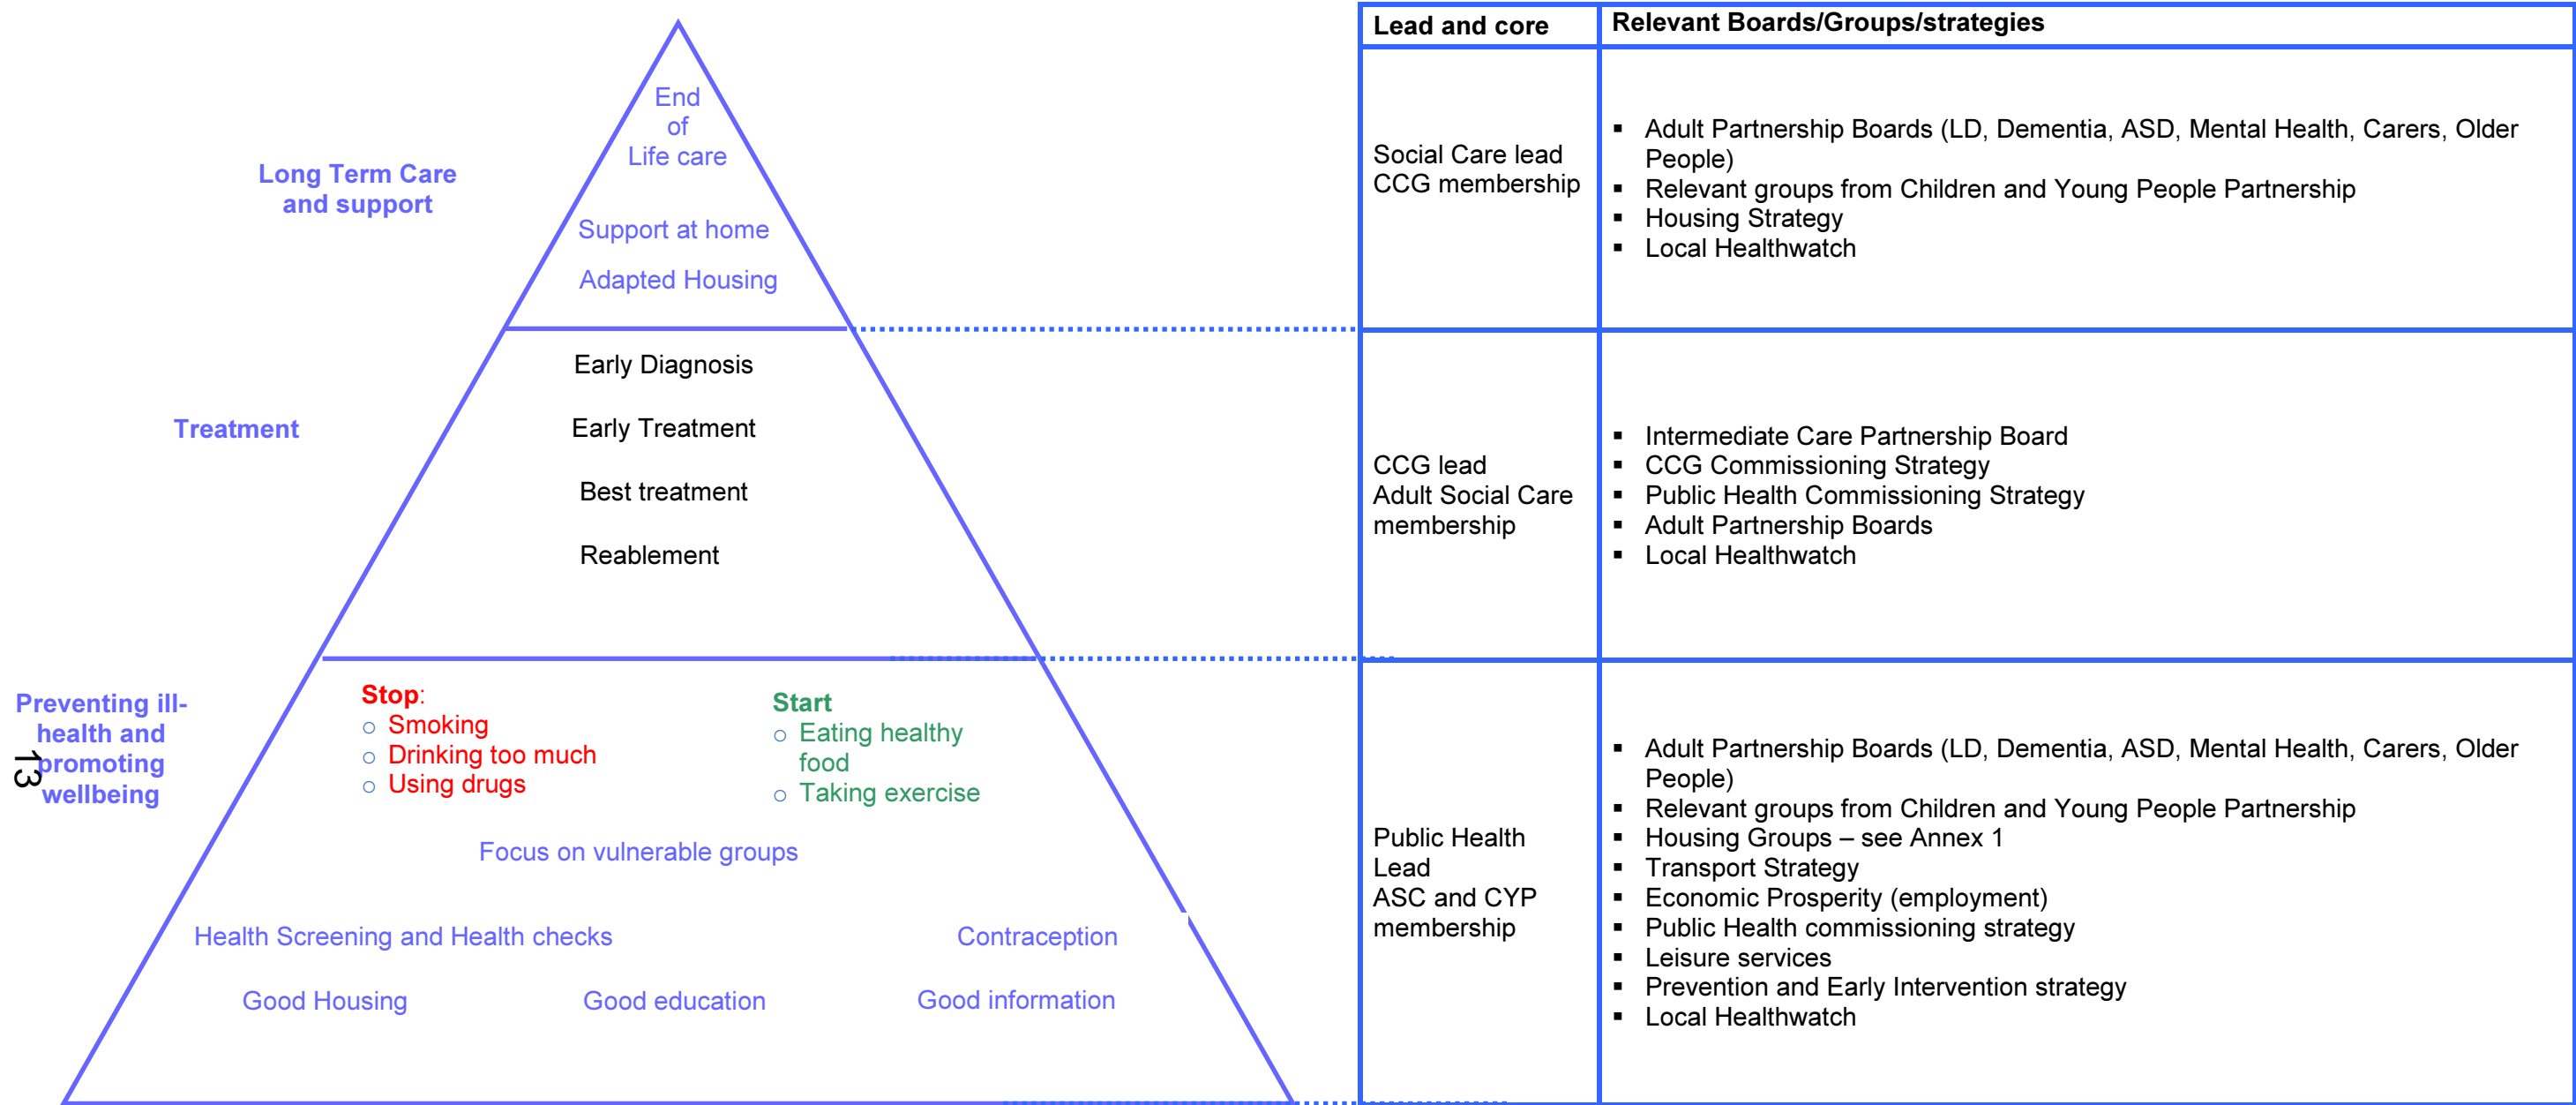 Long Term Care
and support
End
of
Life care
Support at home
Adapted Housing
Treatment
Early Diagnosis
Early Treatment
Best treatment
Reablement
Preventing ill-
health and
promoting
wellbeing
13
Stop:
○ Smoking
○ Drinking too much
○ Using drugs
Start
○ Eating healthy
food
○ Taking exercise
Focus on vulnerable groups
Health Screening and Health checks
Contraception
Good Housing
Good education
Good information
Lead and core
Relevant Boards/Groups/strategies
Social Care lead
CCG membership
▪ Adult Partnership Boards (LD, Dementia, ASD, Mental Health, Carers, Older
People)
▪ Relevant groups from Children and Young People Partnership
▪ Housing Strategy
▪ Local Healthwatch
CCG lead
Adult Social Care
membership
▪ Intermediate Care Partnership Board
▪ CCG Commissioning Strategy
▪ Public Health Commissioning Strategy
▪ Adult Partnership Boards
▪ Local Healthwatch
Public Health
Lead
ASC and CYP
membership
▪ Adult Partnership Boards (LD, Dementia, ASD, Mental Health, Carers, Older
People)
▪ Relevant groups from Children and Young People Partnership
▪ Housing Groups – see Annex 1
▪ Transport Strategy
▪ Economic Prosperity (employment)
▪ Public Health commissioning strategy
▪ Leisure services
▪ Prevention and Early Intervention strategy
▪ Local Healthwatch